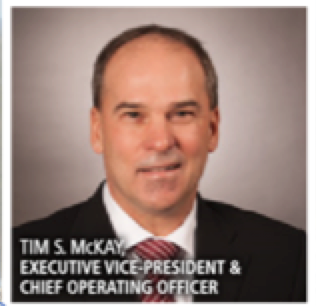 TIM S. McKAY,
EXECUTIVE VICE-PRESIDENT &
CHIEF OPERATING OFFICER